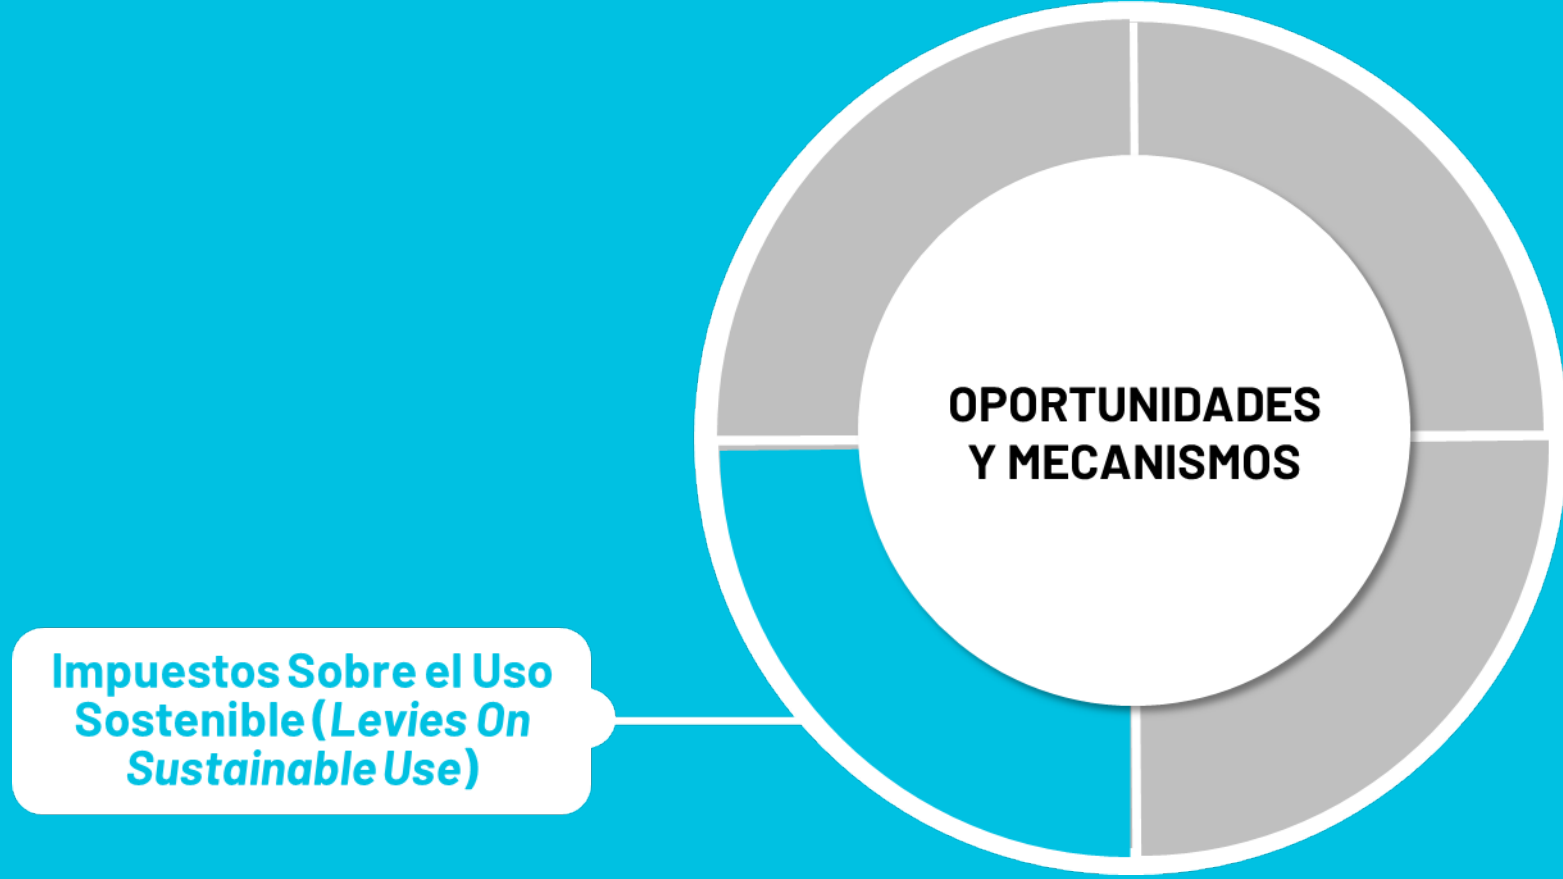 OPORTUNIDADES
Y MECANISMOS
Impuestos Sobre el Uso
Sostenible (Levies On
Sustainable Use)